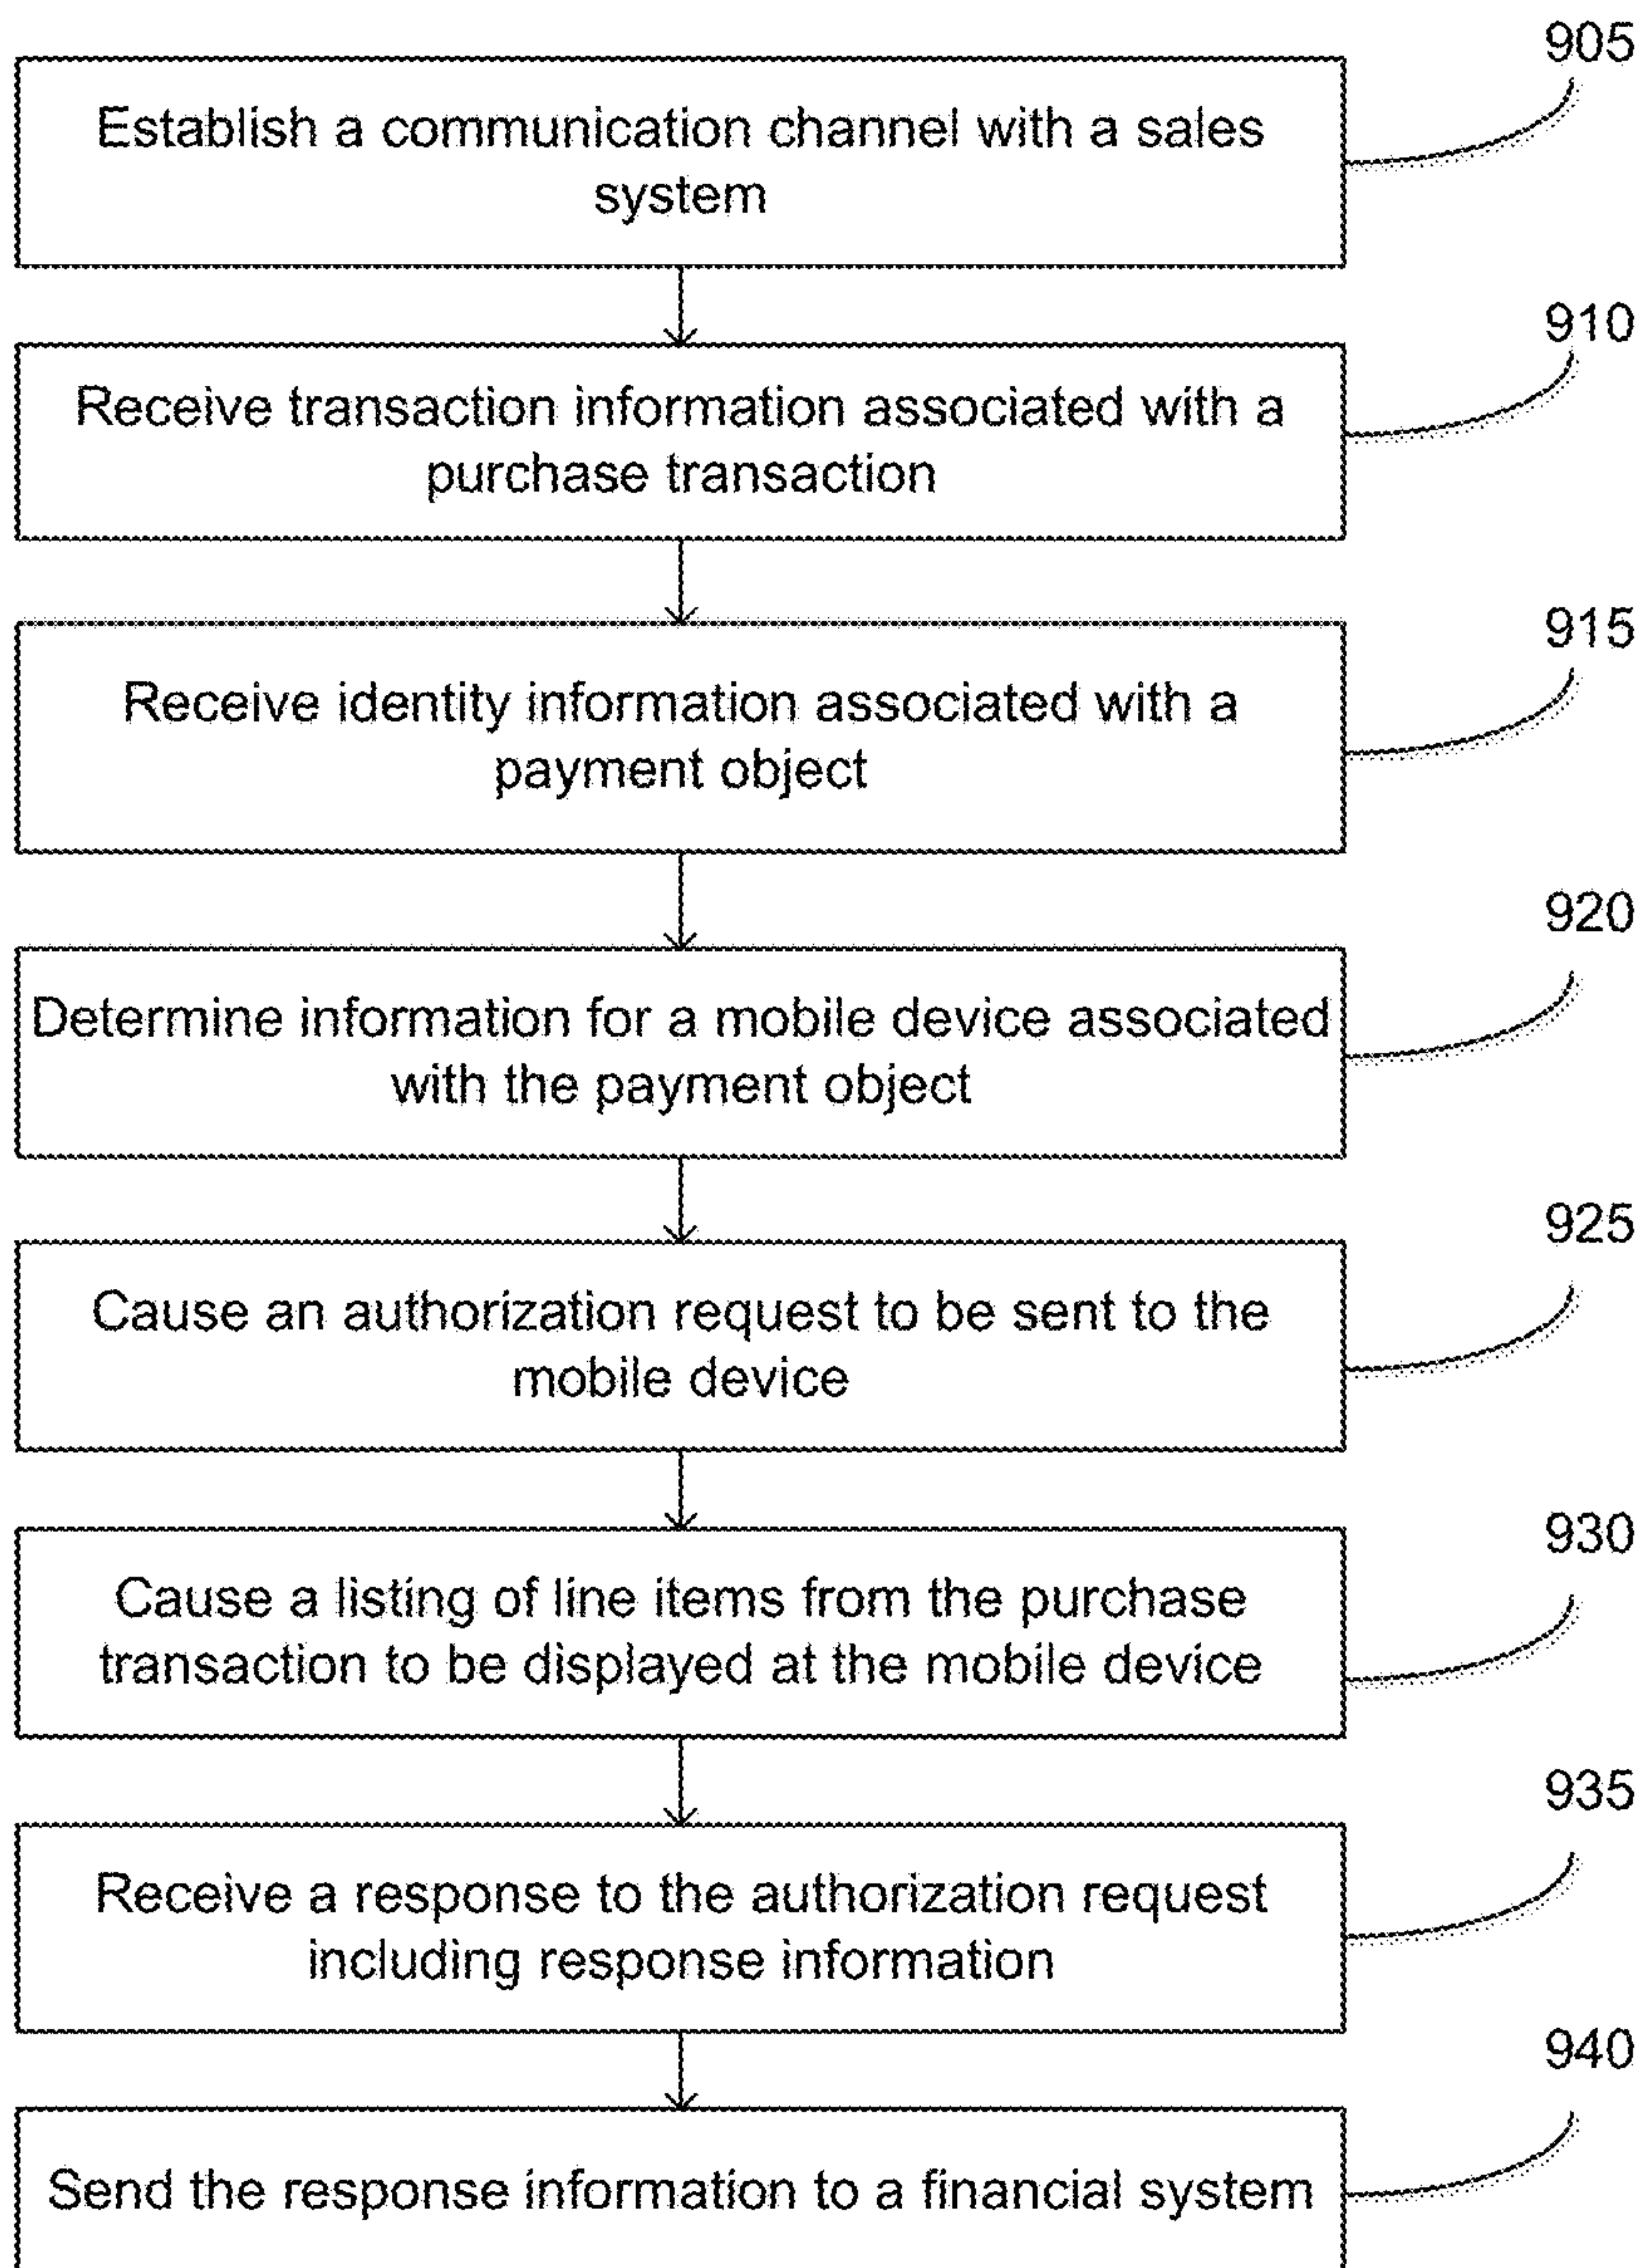 905
Establish a communication channel with a sales
system
910
Receive transaction information associated with a
purchase transaction
915
Receive identity information associated with a
payment object
920
Determine information for a mobile device associated
with the payment object
925
Cause an authorization request to be sent to the
mobile device
930
Cause a listing of line items from the purchase
transaction to be displayed at the mobile device
935
Receive a response to the authorization request
including response information
940
Send the response information to a financial system